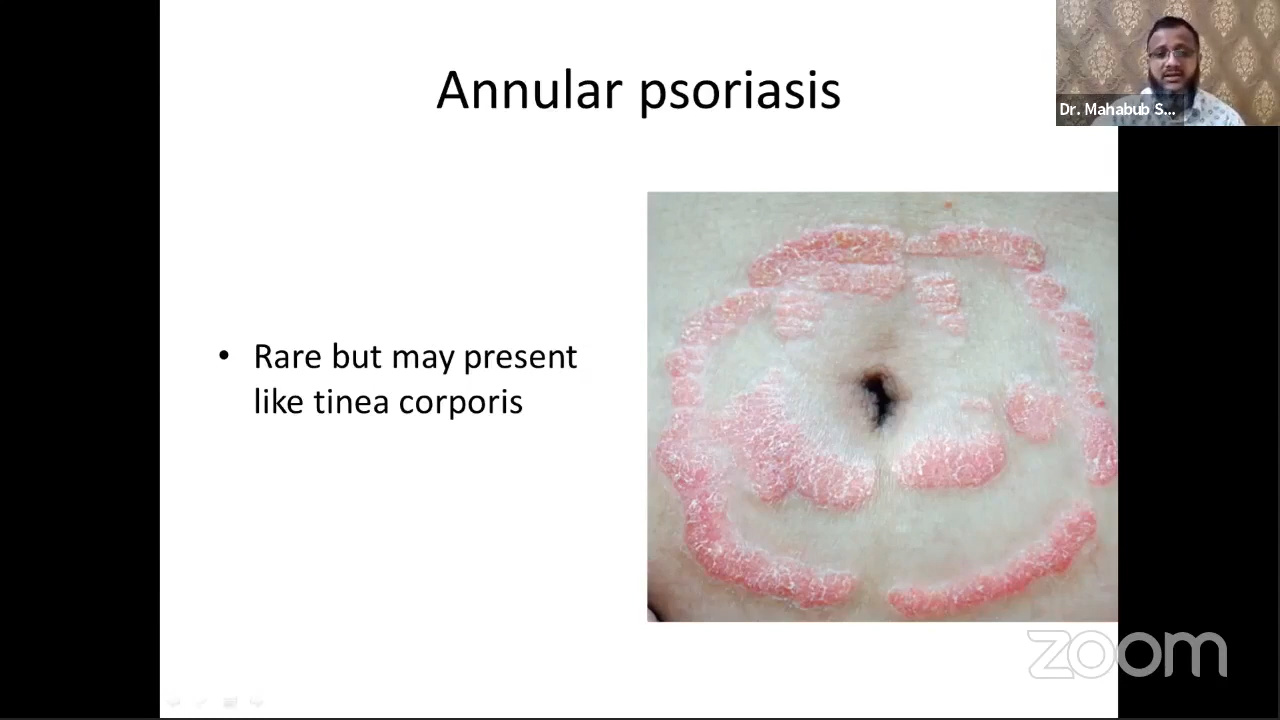 Annular psoriasis
Dr. Mahabub S...
• Rare but may present
like tinea corporis
zoom